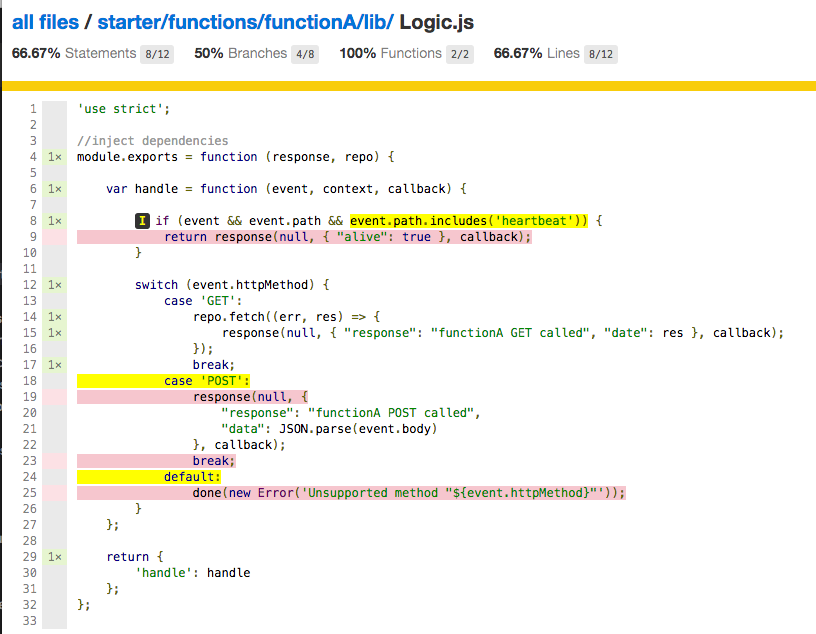 all files / starter/functions/functionA/lib/ Logic.js
66.67% Statements 8/12 50% Branches 4/8 100% Functions 2/2 66.67% Lines 8/12
1 'use strict';
2
3 //inject dependencies
4 1× module.exports = function (response, repo) {
5
6 1× var handle = function (event, context, callback) {
7
8 1× I if (event && event.path && event.path.includes('heartbeat')) {
9 return response(null, { "alive": true }, callback);
10 }
11
12 1× switch (event.httpMethod) {
13 case 'GET':
14 1× repo.fetch((err, res) => {
15 1× response(null, { "response": "functionA GET called", "date": res }, callback);
16 });
17 1× break;
18 case 'POST':
19 response(null, {
20 "response": "functionA POST called",
21 "data": JSON.parse(event.body)
22 }, callback);
23 break;
24 default:
25 done(new Error('Unsupported method "${event.httpMethod}"'));
26 }
27 };
28
29 1× return {
30 'handle': handle
31 };
32 };
33